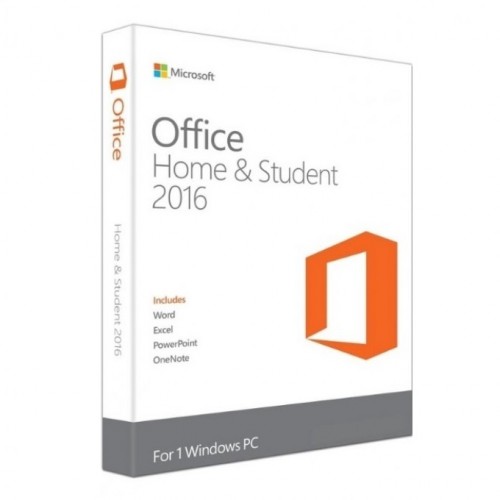 Office
Home & Student 2016
Microsoft
Office
Home & Student
2016
Includes
Word
Excel
PowerPoint
OneNote
For 1 Windows PC